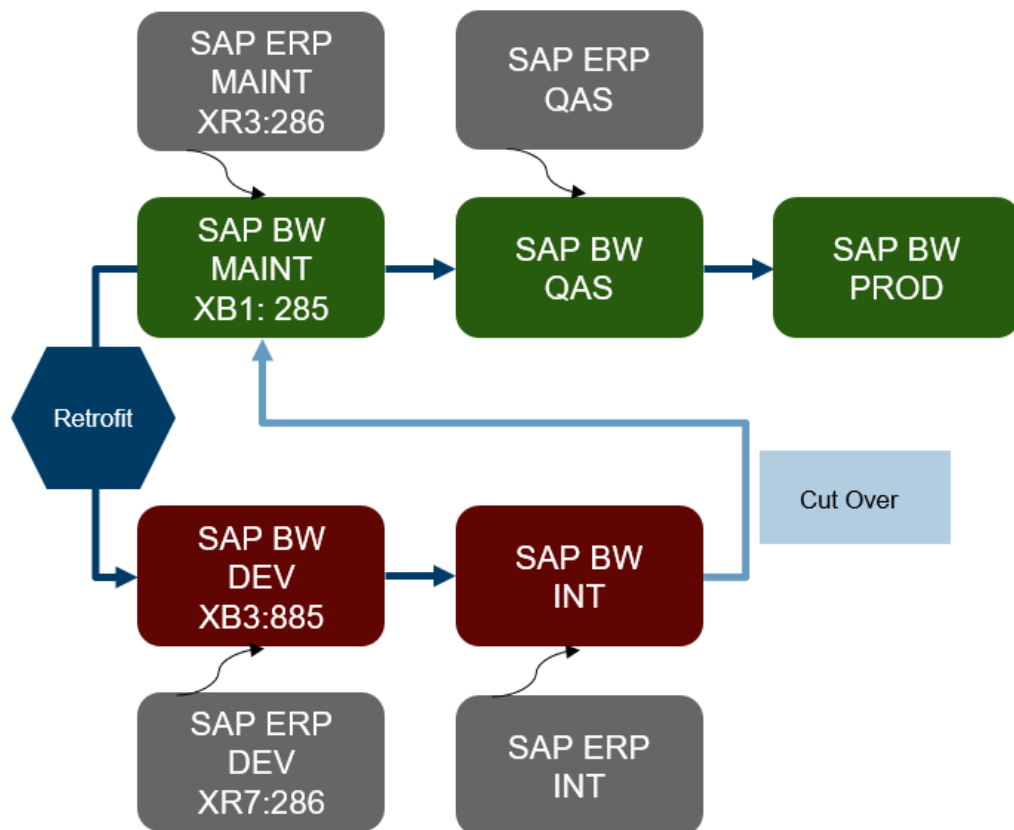 SAP ERP
MAINT
XR3:286
SAP ERP
QAS
SAP BW
MAINT
XB1: 285
SAP BW
QAS
SAP BW
PROD
Retrofit
Cut Over
SAP BW
DEV
XB3:885
SAP BW
INT
SAP ERP
DEV
XR7:286
SAP ERP
INT